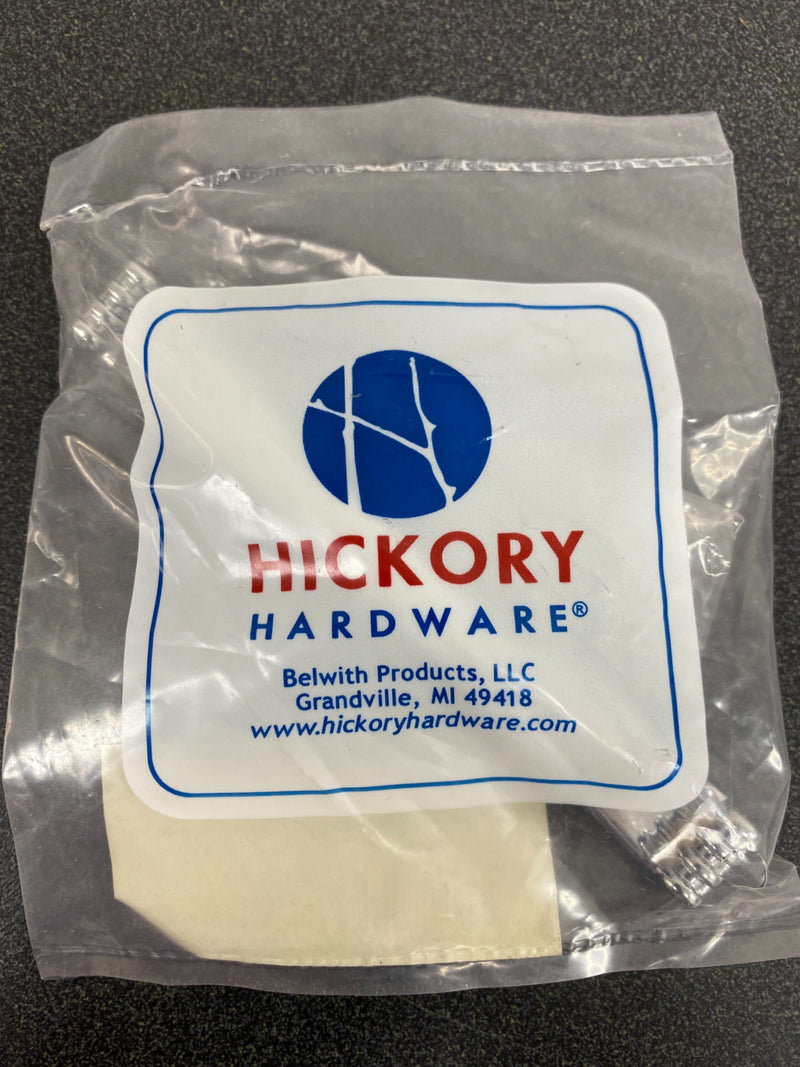 HICKORY
HARDWARE®
Belwith Products, LLC
Grandville, MI 49418
www.hickoryhardware.com